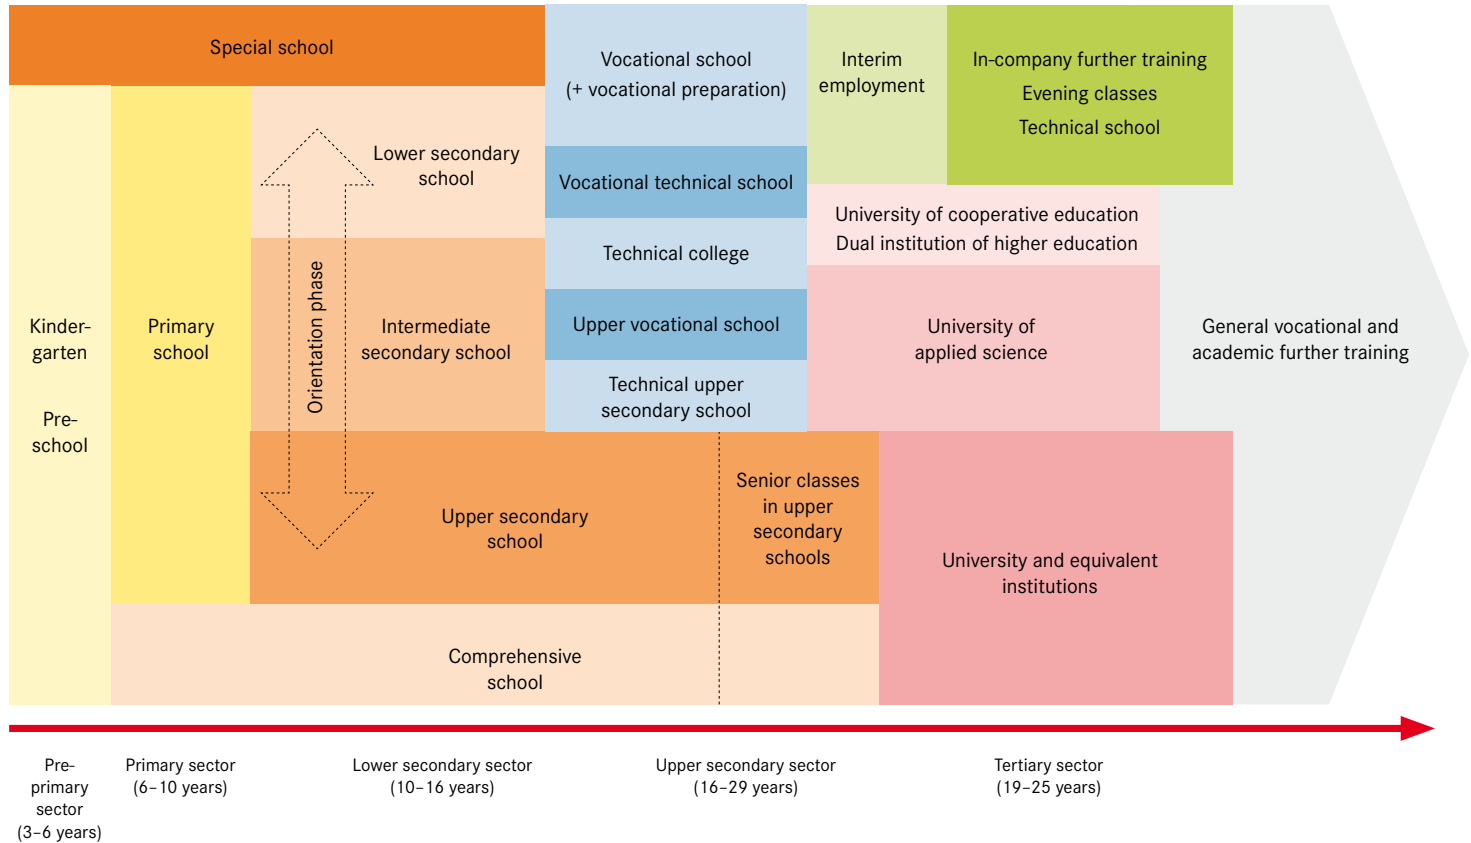 Special school
Vocational school
(+ vocational preparation)
Interim
employment
In-company further training
Evening classes
Technical school
Lower secondary
school
Vocational technical school
University of cooperative education
Dual institution of higher education
Technical college
Kinder-
garten
Pre-
school
Primary
school
Orientation phase
Intermediate
secondary school
Upper vocational school
University of
applied science
General vocational and
academic further training
Technical upper
secondary school
Upper secondary
school
Senior classes
in upper
secondary
schools
University and equivalent
institutions
Comprehensive
school
Pre-
primary
sector
(3–6 years)
Primary sector
(6–10 years)
Lower secondary sector
(10–16 years)
Upper secondary sector
(16–29 years)
Tertiary sector
(19–25 years)